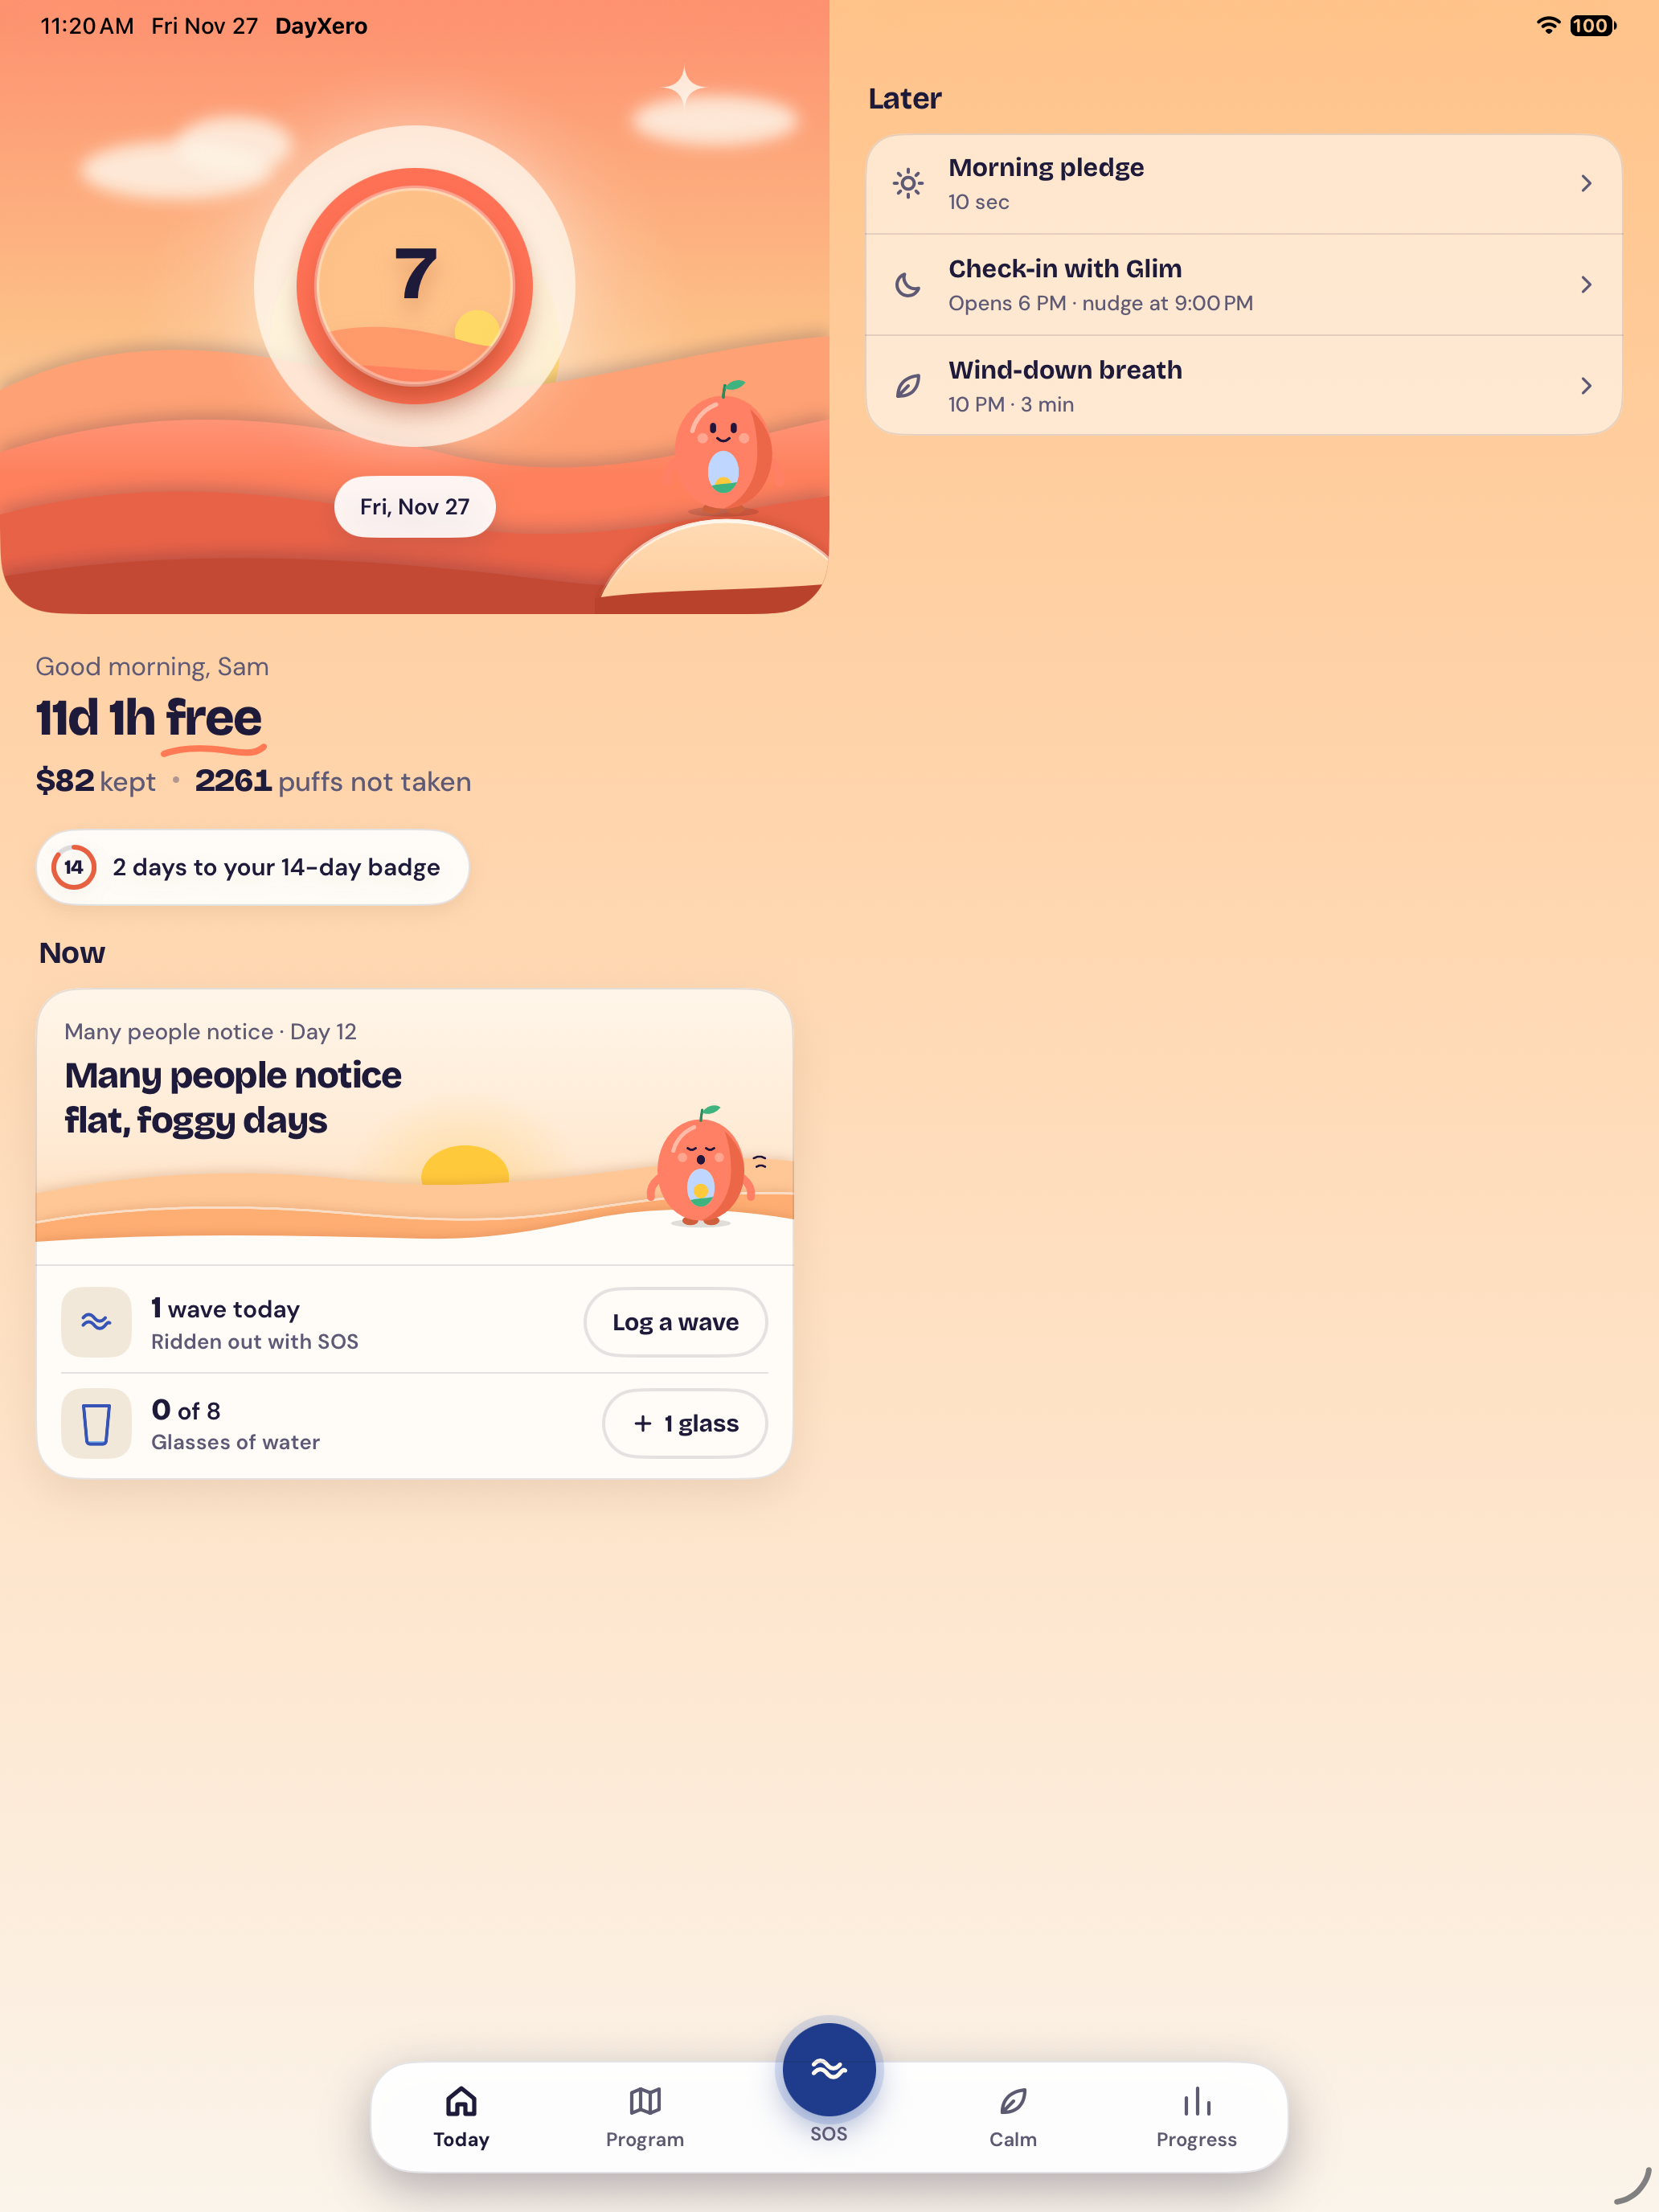 11:20 AM Fri Nov 27 DayXero
100
7
Fri, Nov 27
Good morning, Sam
11d 1h free
$82 kept • 2261 puffs not taken
14 2 days to your 14-day badge
Now
Many people notice · Day 12
Many people notice
flat, foggy days
1 wave today
Ridden out with SOS
Log a wave
0 of 8
Glasses of water
+ 1 glass
Later
Morning pledge
10 sec
Check-in with Glim
Opens 6 PM · nudge at 9:00 PM
Wind-down breath
10 PM · 3 min
Today
Program
SOS
Calm
Progress